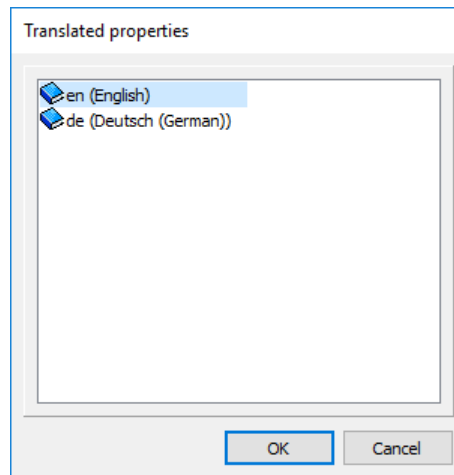 Translated properties
en (English)
de (Deutsch (German))
OK
Cancel